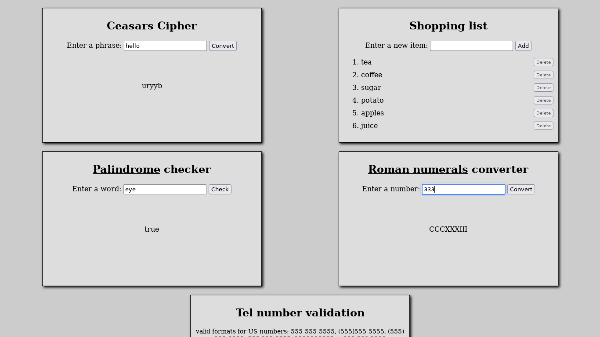 Ceasars Cipher
Enter a phrase: hello Convert
uryyb
Shopping list
Enter a new item: Add
1. tea Delete
2. coffee Delete
3. sugar Delete
4. potato Delete
5. apples Delete
6. juice Delete
Palindrome checker
Enter a word: eye Check
true
Roman numerals converter
Enter a number: 333 Convert
CCCXXXIII
Tel number validation
valid formats for US numbers: 555 555 5555, (555)555 5555, (555)